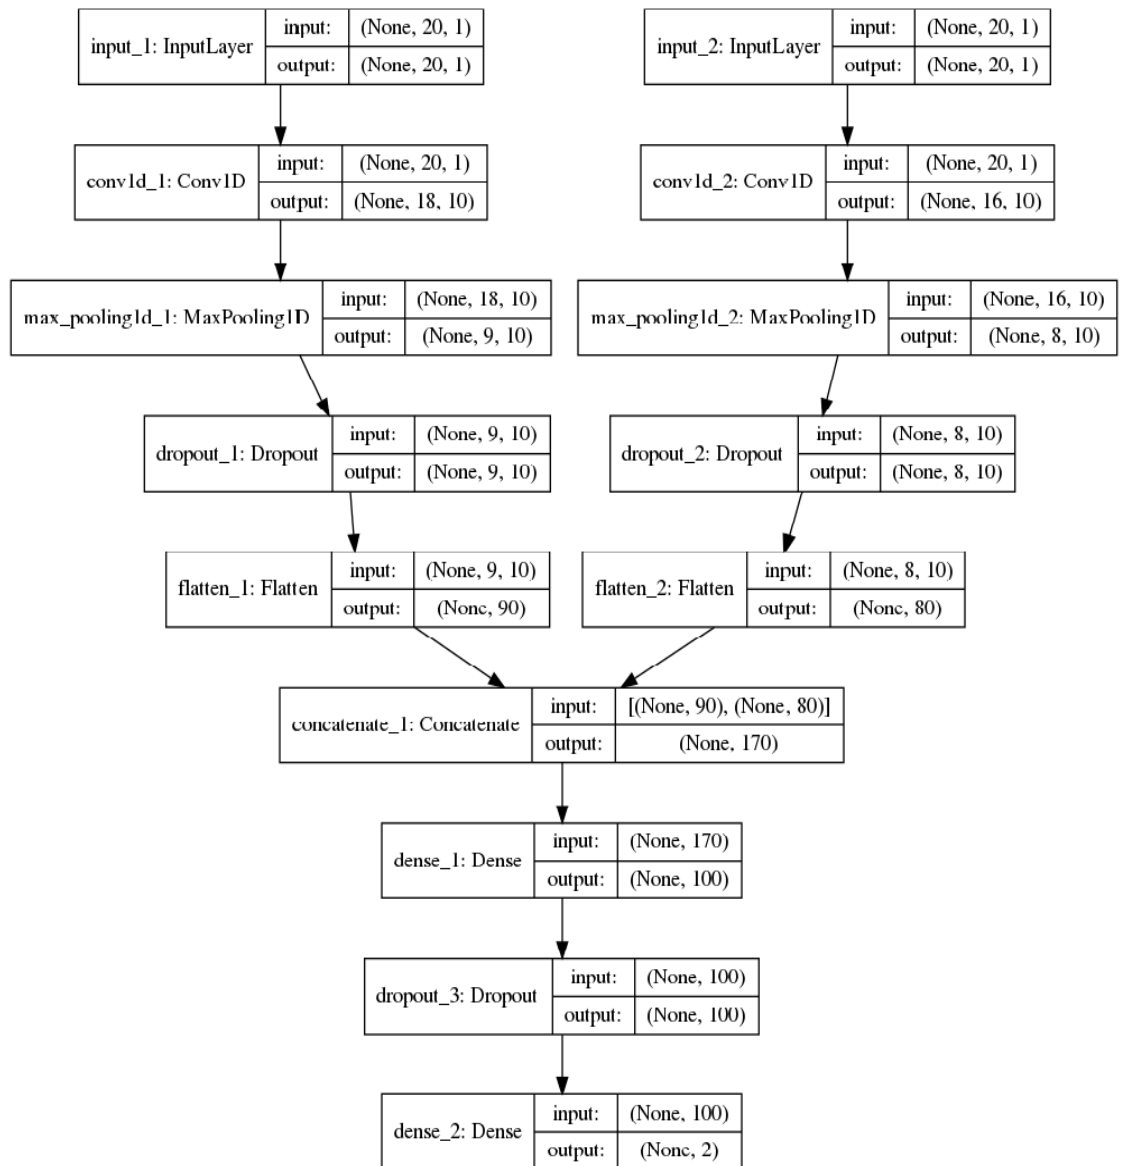 input_1: InputLayer
input: (None, 20, 1)
output: (None, 20, 1)
input_2: InputLayer
input: (None, 20, 1)
output: (None, 20, 1)
conv1d_1: Conv1D
input: (None, 20, 1)
output: (None, 18, 10)
conv1d_2: Conv1D
input: (None, 20, 1)
output: (None, 16, 10)
max_pooling1d_1: MaxPooling1D
input: (None, 18, 10)
output: (None, 9, 10)
max_pooling1d_2: MaxPooling1D
input: (None, 16, 10)
output: (None, 8, 10)
dropout_1: Dropout
input: (None, 9, 10)
output: (None, 9, 10)
dropout_2: Dropout
input: (None, 8, 10)
output: (None, 8, 10)
flatten_1: Flatten
input: (None, 9, 10)
output: (None, 90)
flatten_2: Flatten
input: (None, 8, 10)
output: (None, 80)
concatenate_1: Concatenate
input: [(None, 90), (None, 80)]
output: (None, 170)
dense_1: Dense
input: (None, 170)
output: (None, 100)
dropout_3: Dropout
input: (None, 100)
output: (None, 100)
dense_2: Dense
input: (None, 100)
output: (None, 2)